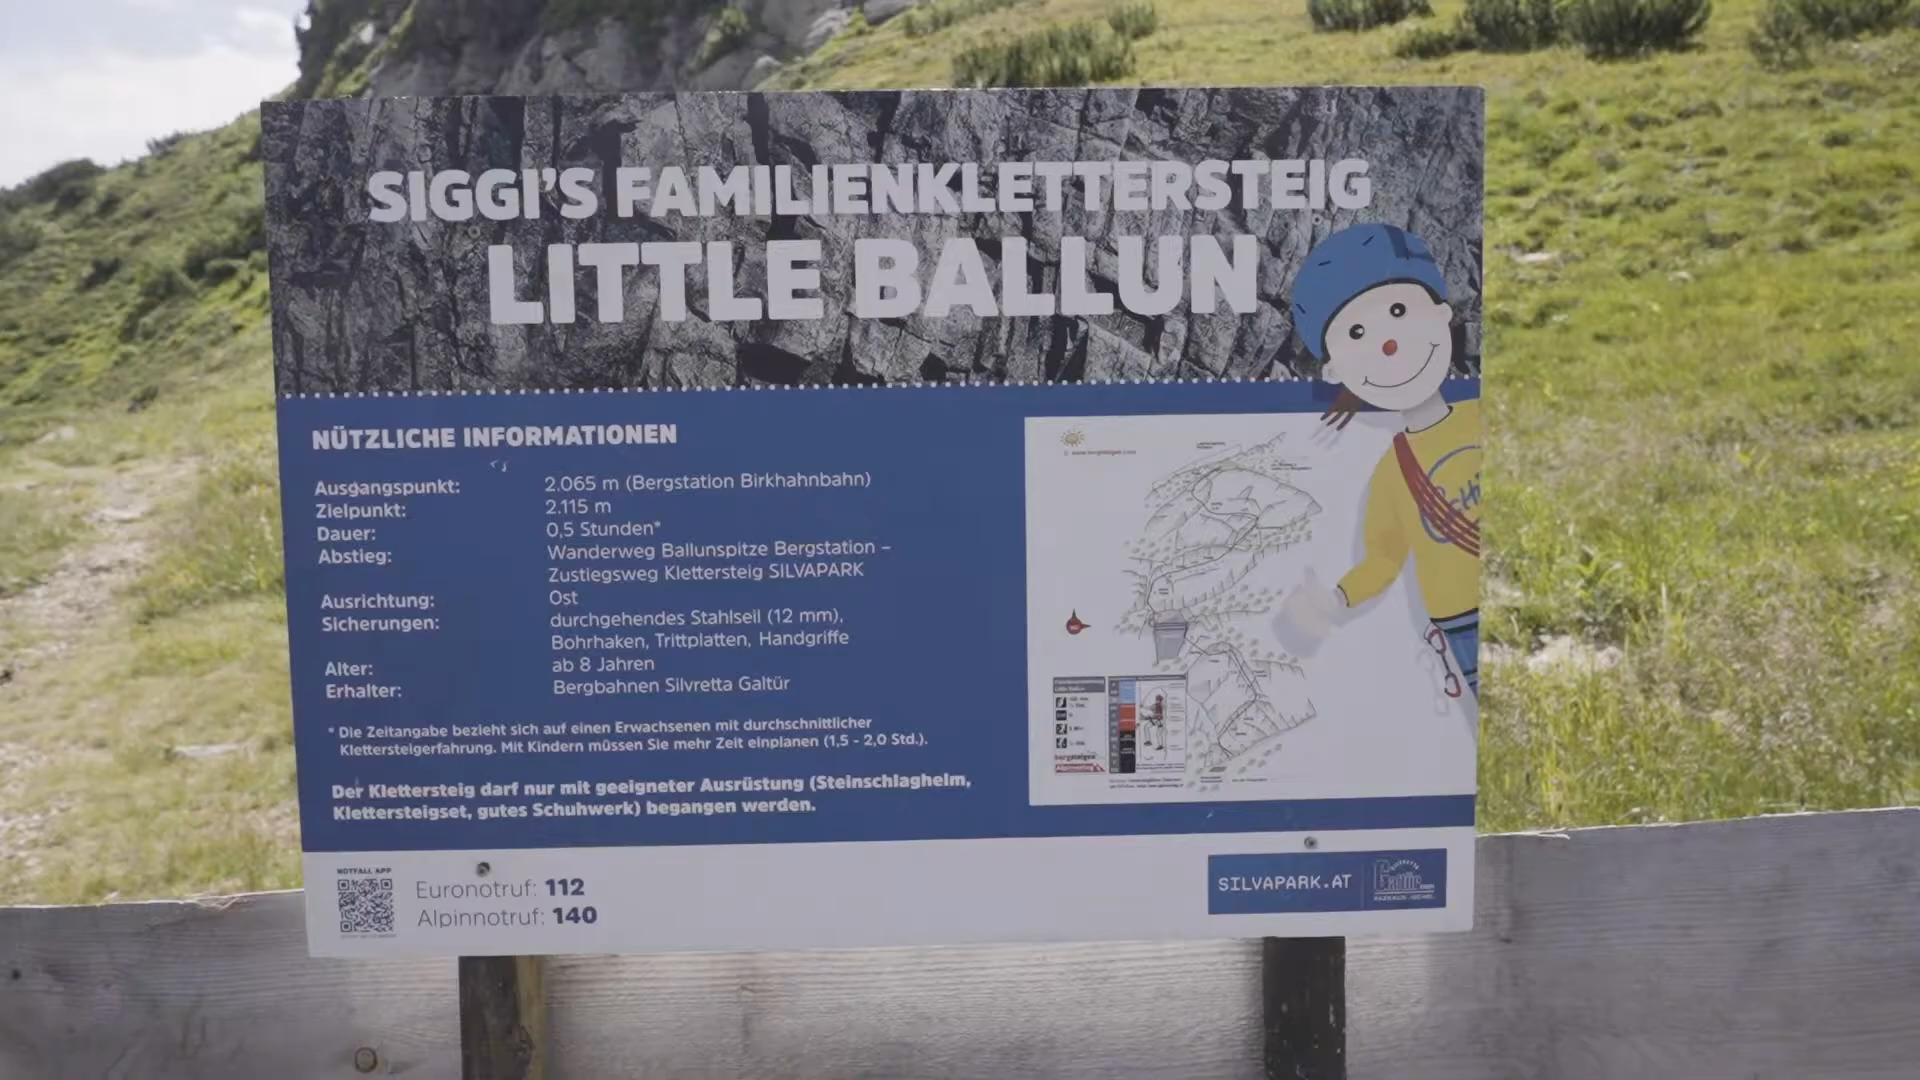 SIGGI'S FAMILIENKLETTERSTEIG
LITTLE BALLUN
NÜTZLICHE INFORMATIONEN
Ausgangspunkt: 2.065 m (Bergstation Birkhahnbahn)
Zielpunkt: 2.115 m
Dauer: 0,5 Stunden*
Abstieg: Wanderweg Ballunspitze Bergstation –
Zustiegsweg Klettersteig SILVAPARK
Ausrichtung: Ost
Sicherungen: durchgehendes Stahlseil (12 mm),
Bohrhaken, Trittplatten, Handgriffe
Alter: ab 8 Jahren
Erhalter: Bergbahnen Silvretta Galtür
* Die Zeitangabe bezieht sich auf einen Erwachsenen mit durchschnittlicher
Klettersteigerfahrung. Mit Kindern müssen Sie mehr Zeit einplanen (1,5 - 2,0 Std.).
Der Klettersteig darf nur mit geeigneter Ausrüstung (Steinschlaghelm,
Klettersteigset, gutes Schuhwerk) begangen werden.
NOTFALL APP
Euronotruf: 112
Alpinnotruf: 140
SILVAPARK.AT
Galtür